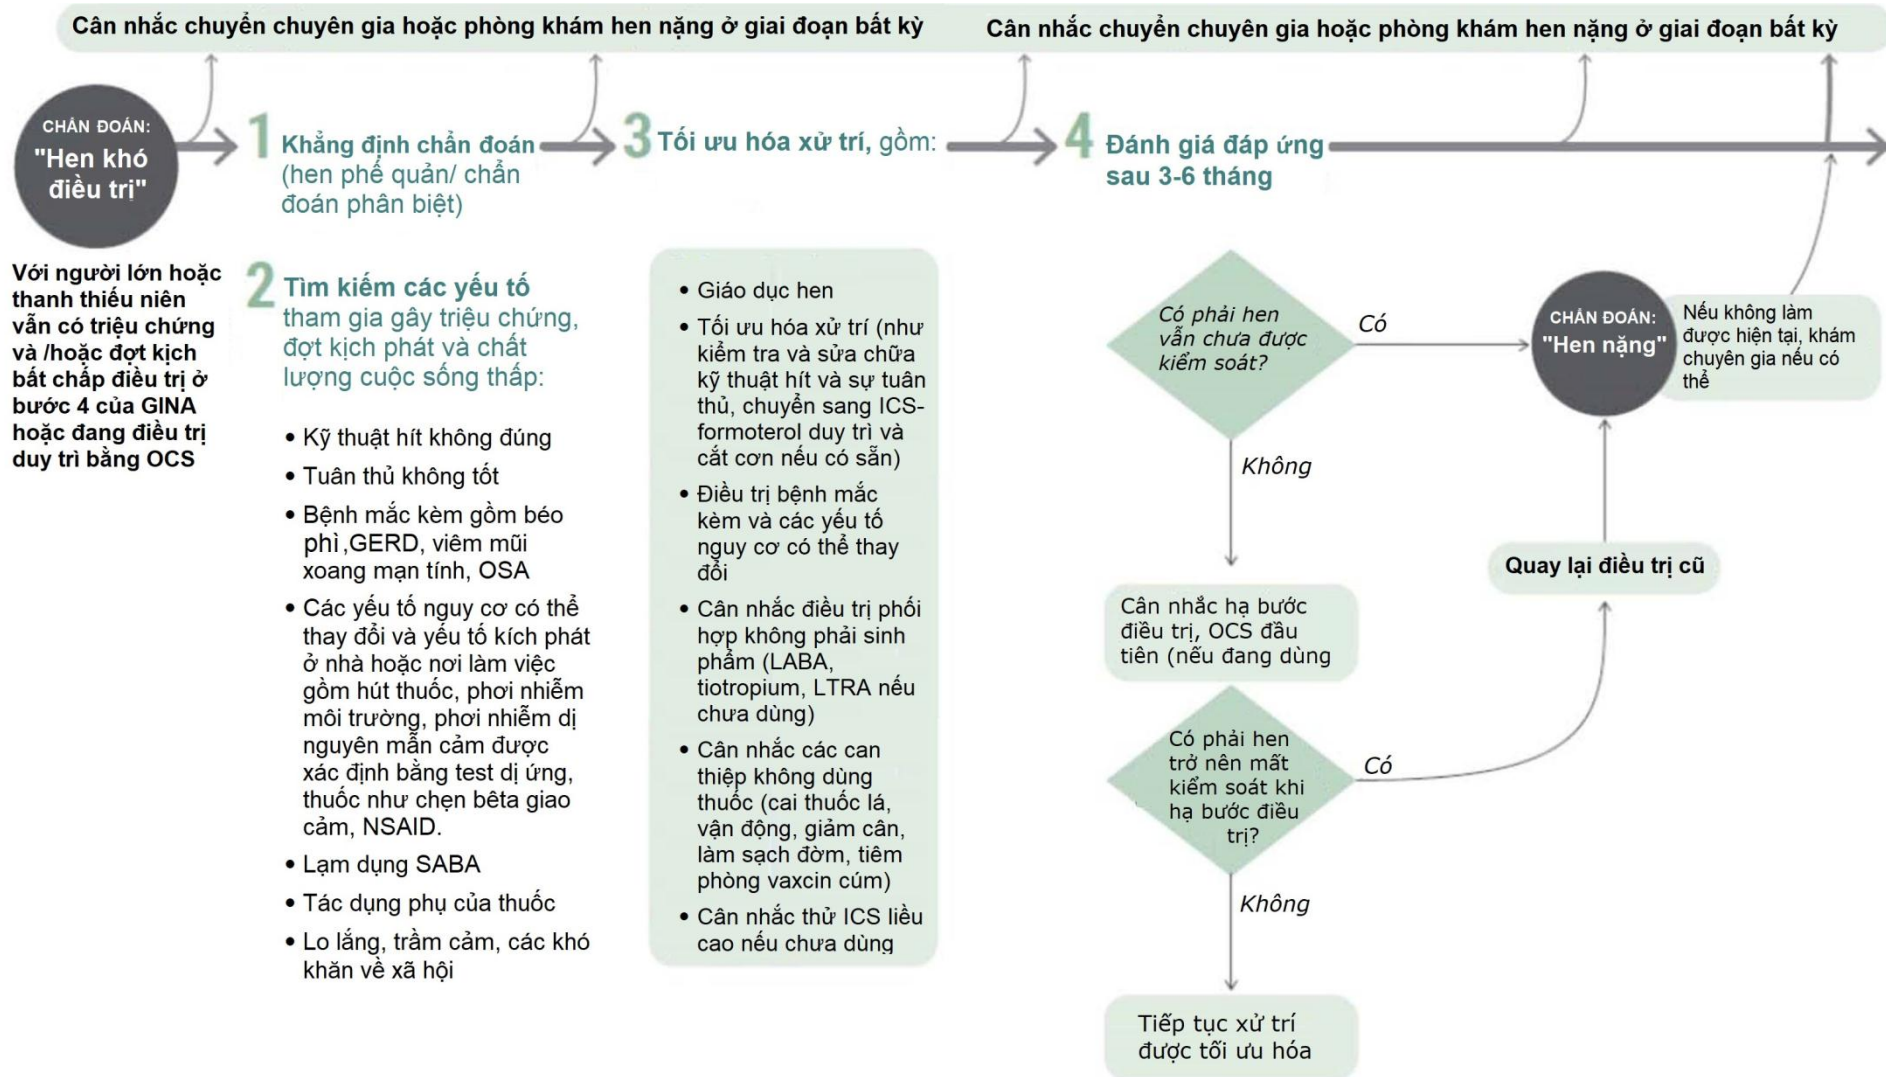 Cân nhắc chuyển chuyên gia hoặc phòng khám hen nặng ở giai đoạn bất kỳ
Cân nhắc chuyển chuyên gia hoặc phòng khám hen nặng ở giai đoạn bất kỳ
CHẨN ĐOÁN:
"Hen khó
điều trị"
Với người lớn hoặc
thanh thiếu niên
vẫn có triệu chứng
và /hoặc đợt kịch
bất chấp điều trị ở
bước 4 của GINA
hoặc đang điều trị
duy trì bằng OCS
1 Khẳng định chẩn đoán
(hen phế quản/ chẩn
đoán phân biệt)
2 Tìm kiếm các yếu tố
tham gia gây triệu chứng,
đợt kịch phát và chất
lượng cuộc sống thấp:
• Kỹ thuật hít không đúng
• Tuân thủ không tốt
• Bệnh mắc kèm gồm béo
phì ,GERD, viêm mũi
xoang mạn tính, OSA
• Các yếu tố nguy cơ có thể
thay đổi và yếu tố kích phát
ở nhà hoặc nơi làm việc
gồm hút thuốc, phơi nhiễm
môi trường, phơi nhiễm dị
nguyên mẫn cảm được
xác định bằng test dị ứng,
thuốc như chẹn bêta giao
cảm, NSAID.
• Lạm dụng SABA
• Tác dụng phụ của thuốc
• Lo lắng, trầm cảm, các khó
khăn về xã hội
3 Tối ưu hóa xử trí, gồm:
• Giáo dục hen
• Tối ưu hóa xử trí (như
kiểm tra và sửa chữa
kỹ thuật hít và sự tuân
thủ, chuyển sang ICS-
formoterol duy trì và
cắt cơn nếu có sẵn)
• Điều trị bệnh mắc
kèm và các yếu tố
nguy cơ có thể thay
đổi
• Cân nhắc điều trị phối
hợp không phải sinh
phẩm (LABA,
tiotropium, LTRA nếu
chưa dùng)
• Cân nhắc các can
thiệp không dùng
thuốc (cai thuốc lá,
vận động, giảm cân,
làm sạch đờm, tiêm
phòng vaxcin cúm)
• Cân nhắc thử ICS liều
cao nếu chưa dùng
4 Đánh giá đáp ứng
sau 3-6 tháng
Có phải hen
vẫn chưa được
kiểm soát?
Có
CHẨN ĐOÁN:
"Hen nặng"
Nếu không làm
được hiện tại, khám
chuyên gia nếu có
thể
Không
Quay lại điều trị cũ
Cân nhắc hạ bước
điều trị, OCS đầu
tiên (nếu đang dùng
Có phải hen
trở nên mất
kiểm soát khi
hạ bước điều
trị?
Có
Không
Tiếp tục xử trí
được tối ưu hóa